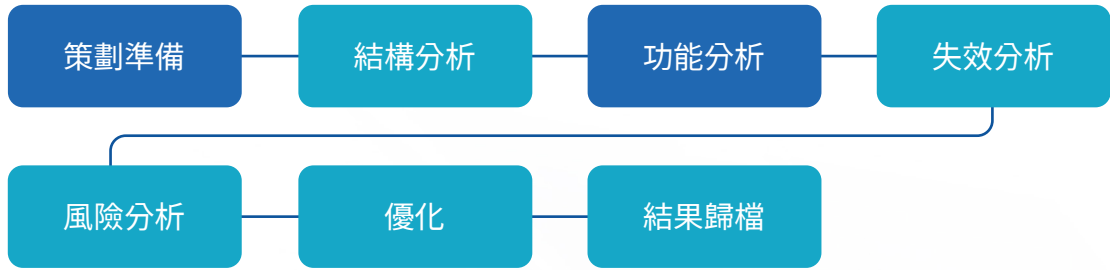 策劃準備
結構分析
功能分析
失效分析
風險分析
優化
結果歸檔